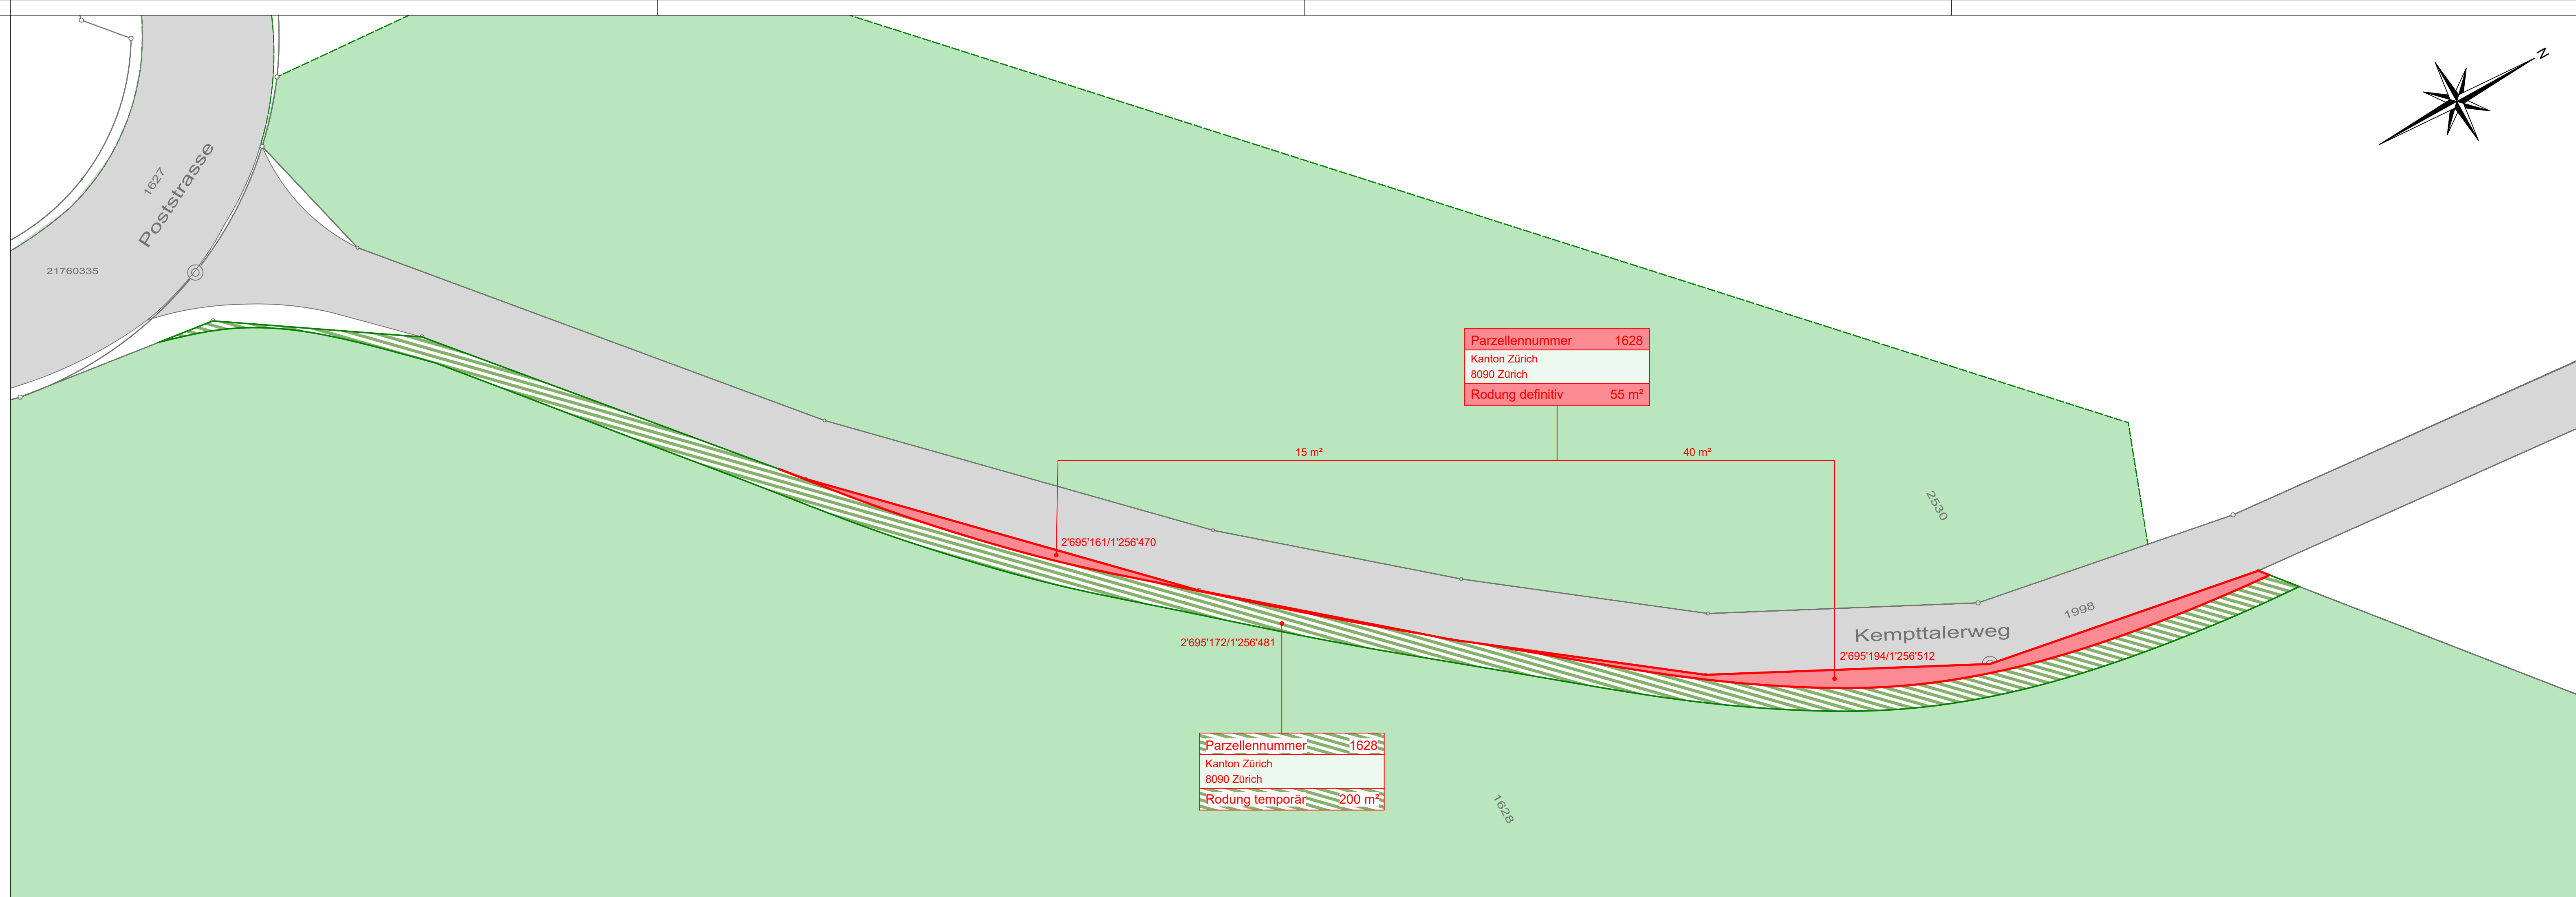 N
1627
Poststrasse
21760335
Parzellennummer 1628
Kanton Zürich
8090 Zürich
Rodung definitiv 55 m²
15 m²
40 m²
2530
2'695'161/1'256'470
1998
Kempttalerweg
2'695'172/1'256'481
2'695'194/1'256'512
Parzellennummer 1628
Kanton Zürich
8090 Zürich
Rodung temporär 200 m²
1628